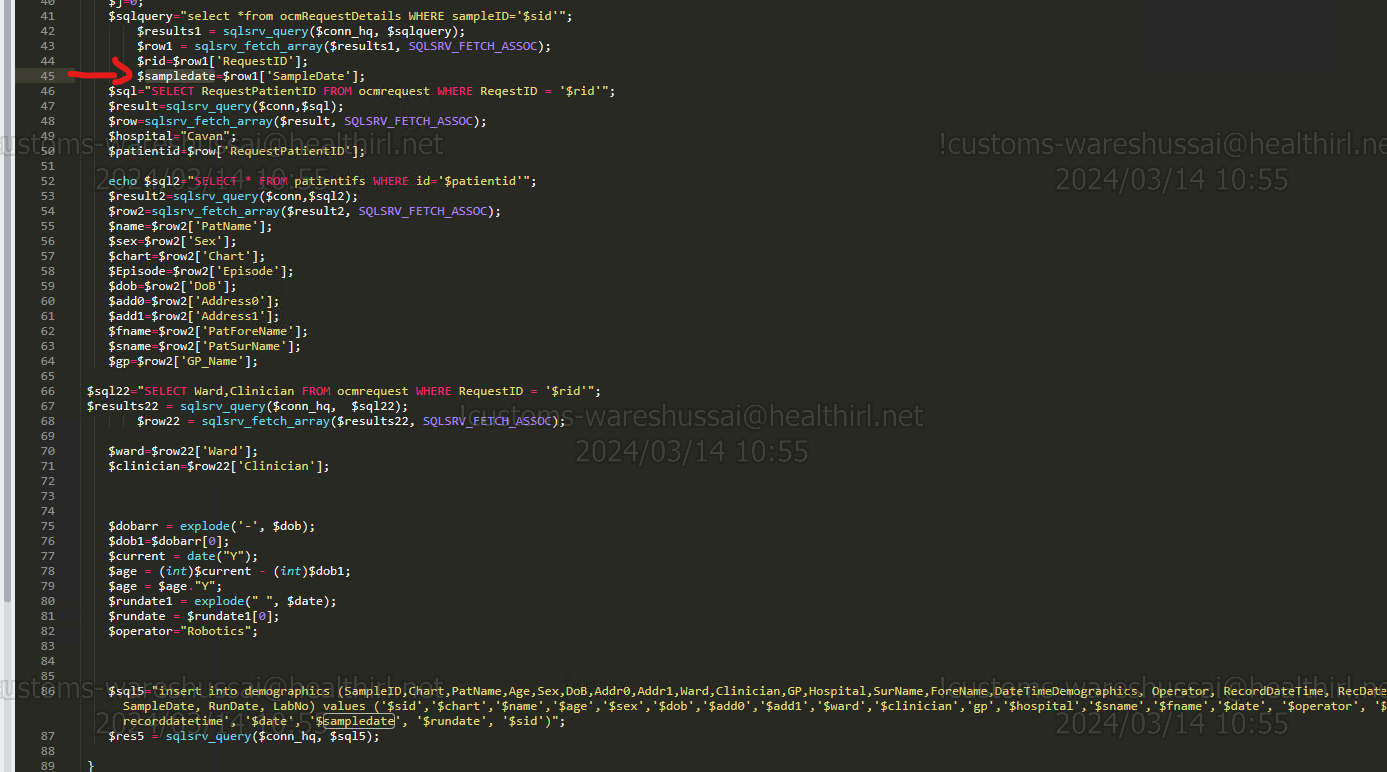 40 $j=0;
41 $sqlquery="select *from ocmRequestDetails WHERE sampleID='$sid'";
42 $results1 = sqlsrv_query($conn_hq, $sqlquery);
43 $row1 = sqlsrv_fetch_array($results1, SQLSRV_FETCH_ASSOC);
44 $rid=$row1['RequestID'];
45 $sampledate=$row1['SampleDate'];
46 $sql="SELECT RequestPatientID FROM ocmrequest WHERE ReqestID = '$rid'";
47 $result=sqlsrv_query($conn,$sql);
48 $row=sqlsrv_fetch_array($result, SQLSRV_FETCH_ASSOC);
49 $hospital="Cavan";
!customs-wareshussai@healthirl.net
!customs-wareshussai@healthirl.ne
50 $patientid=$row['RequestPatientID'];
51
2024/03/14 10:55
2024/03/14 10:55
52 echo $sql2="SELECT * FROM patientifs WHERE id='$patientid'";
53 $result2=sqlsrv_query($conn,$sql2);
54 $row2=sqlsrv_fetch_array($result2, SQLSRV_FETCH_ASSOC);
55 $name=$row2['PatName'];
56 $sex=$row2['Sex'];
57 $chart=$row2['Chart'];
58 $Episode=$row2['Episode'];
59 $dob=$row2['DoB'];
60 $add0=$row2['Address0'];
61 $add1=$row2['Address1'];
62 $fname=$row2['PatForeName'];
63 $sname=$row2['PatSurName'];
64 $gp=$row2['GP_Name'];
65
66 $sql22="SELECT Ward,Clinician FROM ocmrequest WHERE RequestID = '$rid'";
67 $results22 = sqlsrv_query($conn_hq, $sql22);
!customs-wareshussai@healthirl.net
68 $row22 = sqlsrv_fetch_array($results22, SQLSRV_FETCH_ASSOC);
69
2024/03/14 10:55
70 $ward=$row22['Ward'];
71 $clinician=$row22['Clinician'];
72
73
74
75 $dobarr = explode('-', $dob);
76 $dob1=$dobarr[0];
77 $current = date("Y");
78 $age = (int)$current - (int)$dob1;
79 $age = $age."Y";
80 $rundate1 = explode(" ", $date);
81 $rundate = $rundate1[0];
82 $operator="Robotics";
83
84
85
customs-wareshussai@healthirl.net
!customs-wareshussai@healthirl.ne
86 $sql5="insert into demographics (SampleID,Chart,PatName,Age,Sex,DoB,Addr0,Addr1,Ward,Clinician,GP,Hospital,SurName,ForeName,DateTimeDemographics, Operator, RecordDateTime, RecDate
SampleDate, RunDate, LabNo) values ('$sid','$chart','$name','$age','$sex','$dob','$add0','$add1','$ward','$clinician','gp','$hospital','$sname','$fname','$date', '$operator', '$
recorddatetime', '$date', '$sampledate', '$rundate', '$sid')";
2024/03/14 10:55
2024/03/14 10:55
87 $res5 = sqlsrv_query($conn_hq, $sql5);
88
89 }